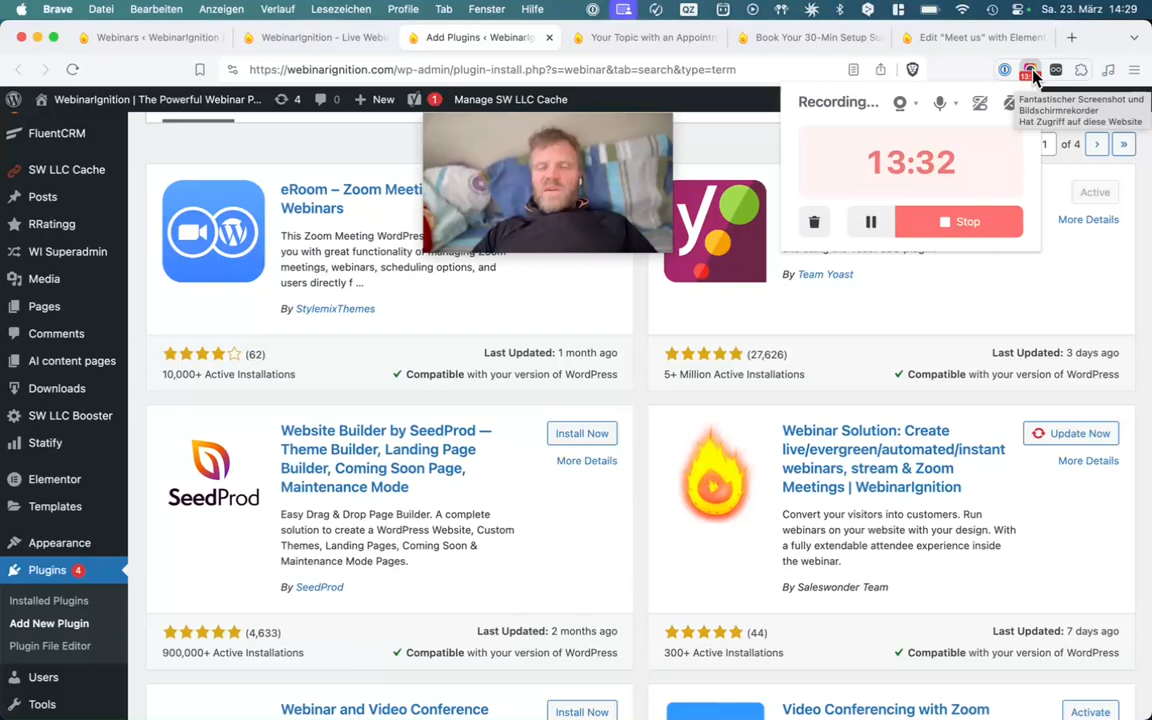 Brave Ablage Bearbeiten Anzeigen Verlauf Lesezeichen Profile Tab Fenster Hilfe QZ Sa. 23. März 14:29
Webinars ‹ WebinarIgnition
WebinarIgnition - Live Webi
Add Plugins ‹ WebinarIg
Your Topic with an Appoint
Book Your 30-Min Setup Su
Edit "Meet us" with Element
https://webinarignition.com/wp-admin/plugin-install.php?s=webinar&tab=search&type=term
WebinarIgnition | The Powerful Webinar P... 4 0 New 1 Manage SW LLC Cache
Fantastischer Screenshot und
Bildschirmrekorder
Hat Zugriff auf diese Website
Recording...
13:32
Stop
1 of 4 › »
FluentCRM
SW LLC Cache
Posts
RRatingg
WI Superadmin
Media
Pages
Comments
AI content pages
Downloads
SW LLC Booster
Statify
Elementor
Templates
Appearance
Plugins 4
Installed Plugins
Add New Plugin
Plugin File Editor
Users
Tools
eRoom – Zoom Meeti
Webinars
This Zoom Meeting WordPres
you with great functionality of managing Zoom
meetings, webinars, scheduling options, and
users directly f ...
By StylemixThemes
(62)
10,000+ Active Installations
Last Updated: 1 month ago
Compatible with your version of WordPress
Active
More Details
By Team Yoast
(27,626)
5+ Million Active Installations
Last Updated: 3 days ago
Compatible with your version of WordPress
SeedProd
Website Builder by SeedProd —
Theme Builder, Landing Page
Builder, Coming Soon Page,
Maintenance Mode
Install Now
More Details
Easy Drag & Drop Page Builder. A complete
solution to create a WordPress Website, Custom
Themes, Landing Pages, Coming Soon &
Maintenance Mode Pages.
By SeedProd
(4,633)
900,000+ Active Installations
Last Updated: 2 months ago
Compatible with your version of WordPress
Webinar Solution: Create
live/evergreen/automated/instant
webinars, stream & Zoom
Meetings | WebinarIgnition
Update Now
More Details
Convert your visitors into customers. Run
webinars on your website with your design. With
a fully extendable attendee experience inside
the webinar.
By Saleswonder Team
(44)
300+ Active Installations
Last Updated: 7 days ago
Compatible with your version of WordPress
Webinar and Video Conference
Install Now
Video Conferencing with Zoom
Activate